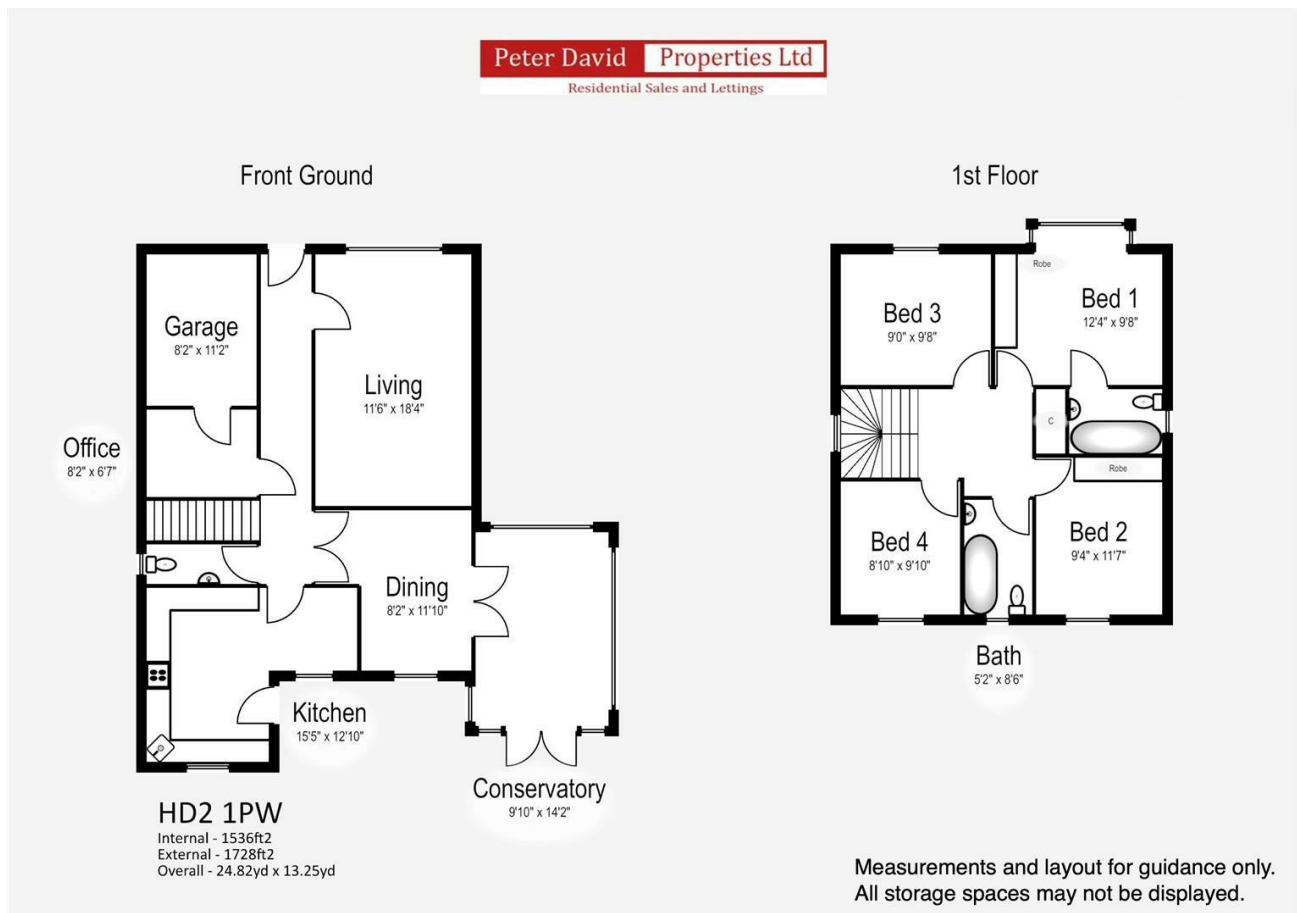 Peter David Properties Ltd
Residential Sales and Lettings
Front Ground
1st Floor
Garage
8'2" x 11'2"
Living
11'6" x 18'4"
Office
8'2" x 6'7"
Dining
8'2" x 11'10"
Kitchen
15'5" x 12'10"
Conservatory
9'10" x 14'2"
HD2 1PW
Internal - 1536ft2
External - 1728ft2
Overall - 24.82yd x 13.25yd
Robe
Bed 3
9'0" x 9'8"
Bed 1
12'4" x 9'8"
C
Robe
Bed 4
8'10" x 9'10"
Bed 2
9'4" x 11'7"
Bath
5'2" x 8'6"
Measurements and layout for guidance only.
All storage spaces may not be displayed.